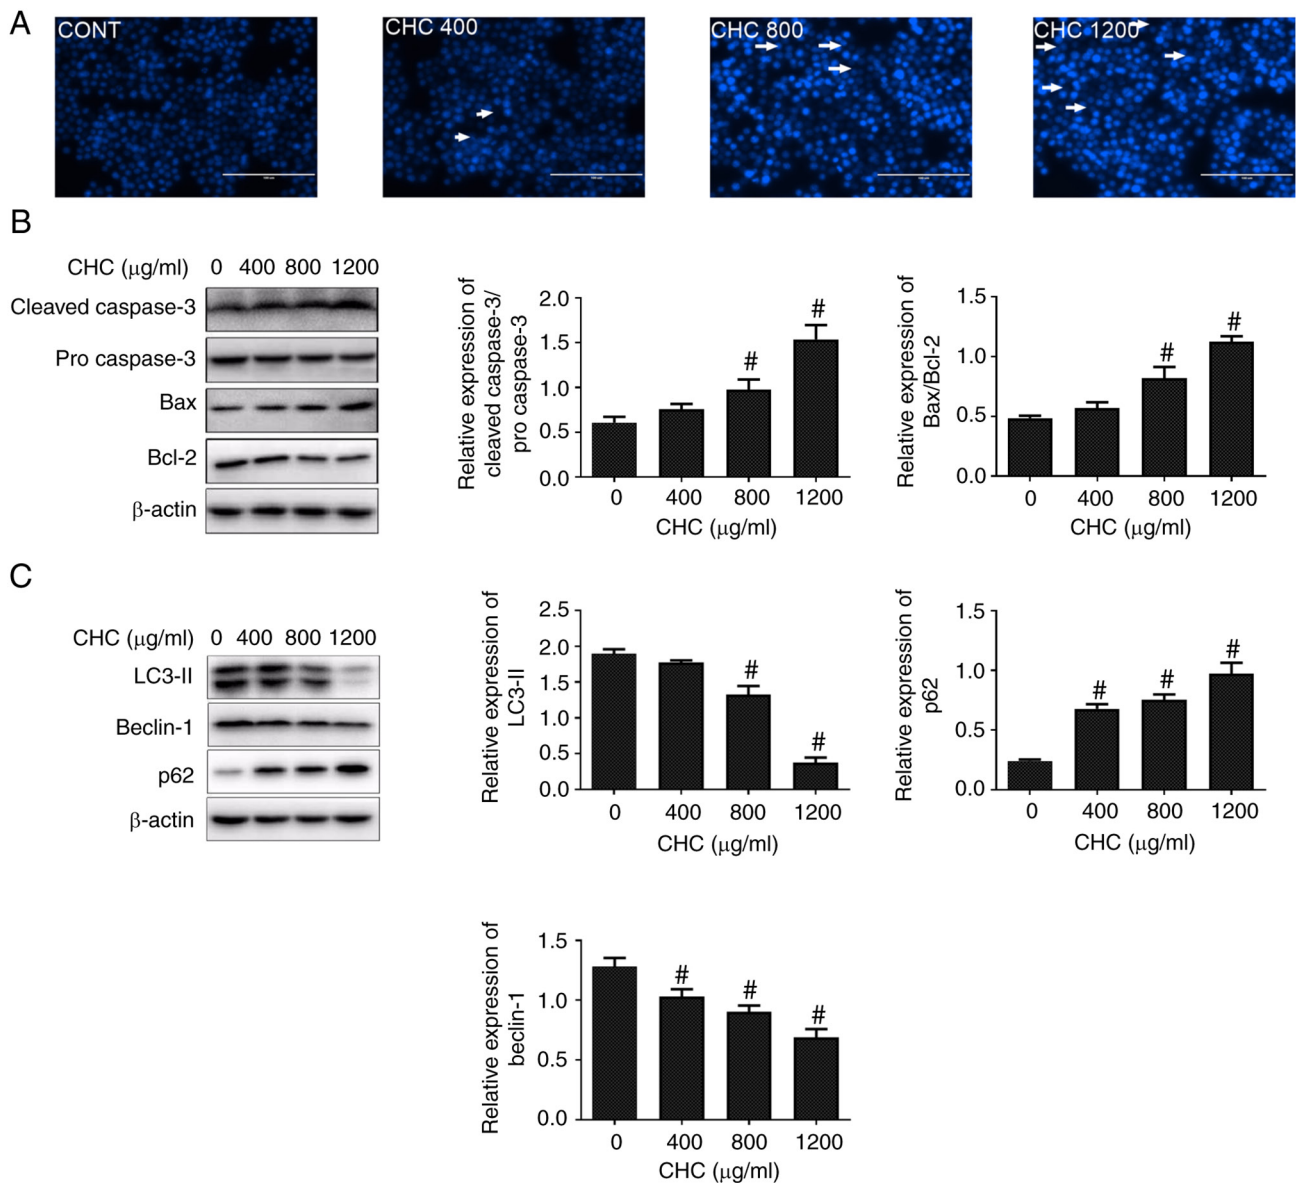 A
CONT
CHC 400
CHC 800
CHC 1200
B
CHC (μg/ml) 0 400 800 1200
Cleaved caspase-3
Pro caspase-3
Bax
Bcl-2
β-actin
Relative expression of
cleaved caspase-3/
pro caspase-3
2.0
1.5
1.0
0.5
0.0
# #
0 400 800 1200
CHC (μg/ml)
Relative expression of
Bax/Bcl-2
1.5
1.0
0.5
0.0
# #
0 400 800 1200
CHC (μg/ml)
C
CHC (μg/ml) 0 400 800 1200
LC3-II
Beclin-1
p62
β-actin
Relative expression of
LC3-II
2.5
2.0
1.5
1.0
0.5
0.0
# #
0 400 800 1200
CHC (μg/ml)
Relative expression of
p62
1.5
1.0
0.5
0.0
# # #
0 400 800 1200
CHC (μg/ml)
Relative expression of
beclin-1
1.5
1.0
0.5
0.0
# # #
0 400 800 1200
CHC (μg/ml)